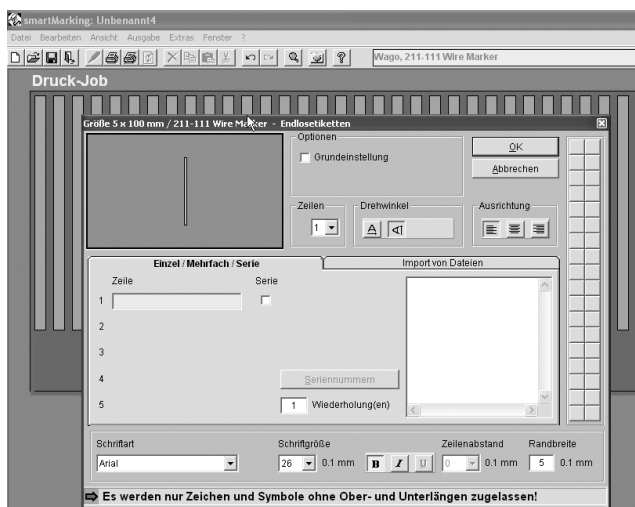 smartMarking: Unbenannt4
Datei Bearbeiten Ansicht Ausgabe Extras Fenster ?
Wago, 211-111 Wire Marker
Druck-Job
Größe 5 x 100 mm / 211-111 Wire Marker - Endlosetiketten
Optionen
Grundeinstellung
OK
Abbrechen
Zeilen
Drehwinkel
Ausrichtung
1
A
A
Einzel / Mehrfach / Serie
Import von Dateien
Zeile
Serie
1
2
3
4
Seriennummern
5
1 Wiederholung(en)
Schriftart
Schriftgröße
Zeilenabstand
Randbreite
Arial
26
0.1 mm
B I U
0
0.1 mm
5
0.1 mm
Es werden nur Zeichen und Symbole ohne Ober- und Unterlängen zugelassen!